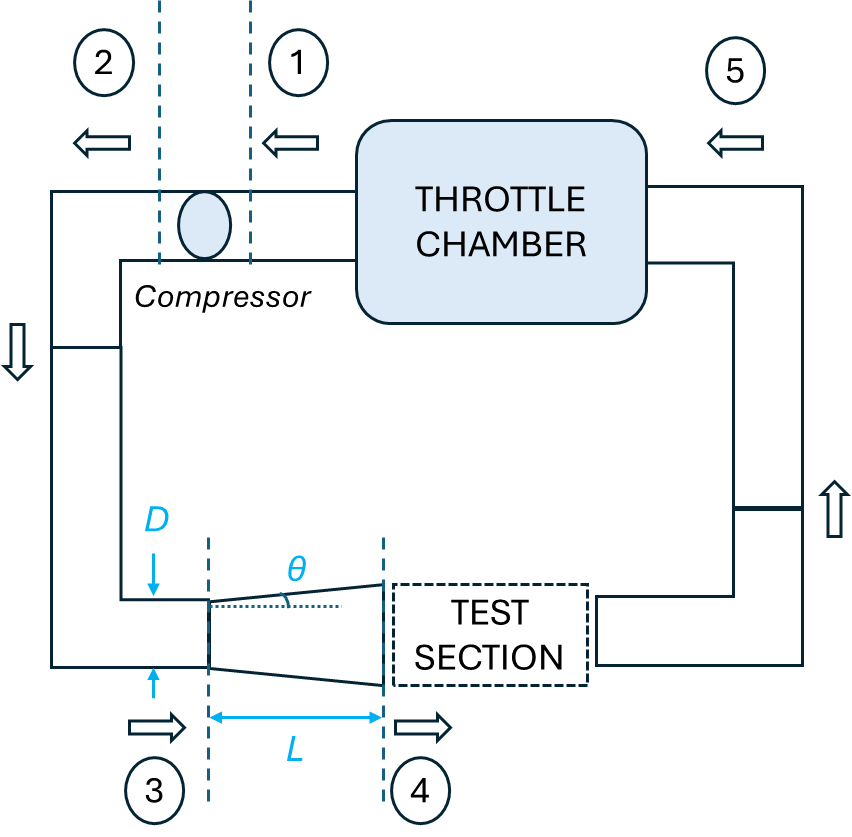 2
1
5
THROTTLE
CHAMBER
Compressor
D
θ
TEST
SECTION
L
3
4